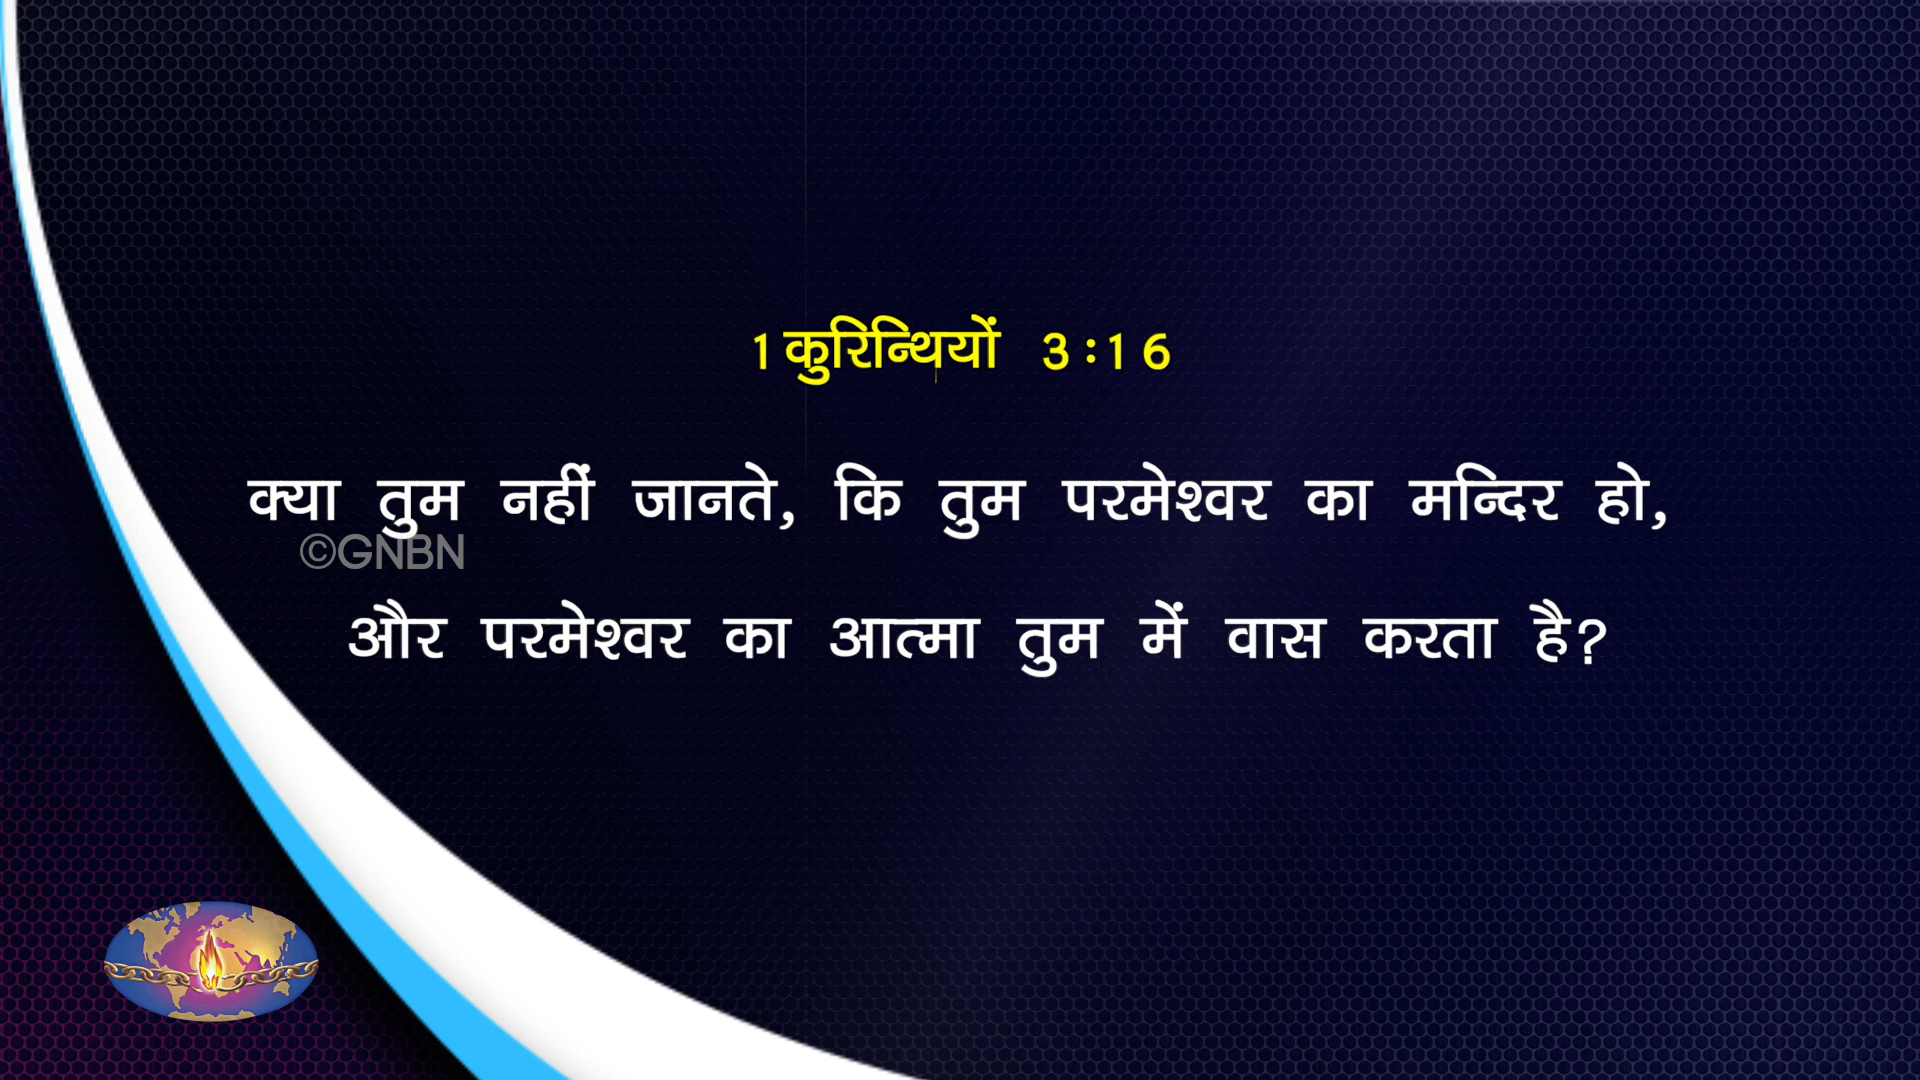 1 कुरिन्थियों 3:16
क्या तुम नहीं जानते, कि तुम परमेश्वर का मन्दिर हो,
©GNBN
और परमेश्वर का आत्मा तुम में वास करता है?